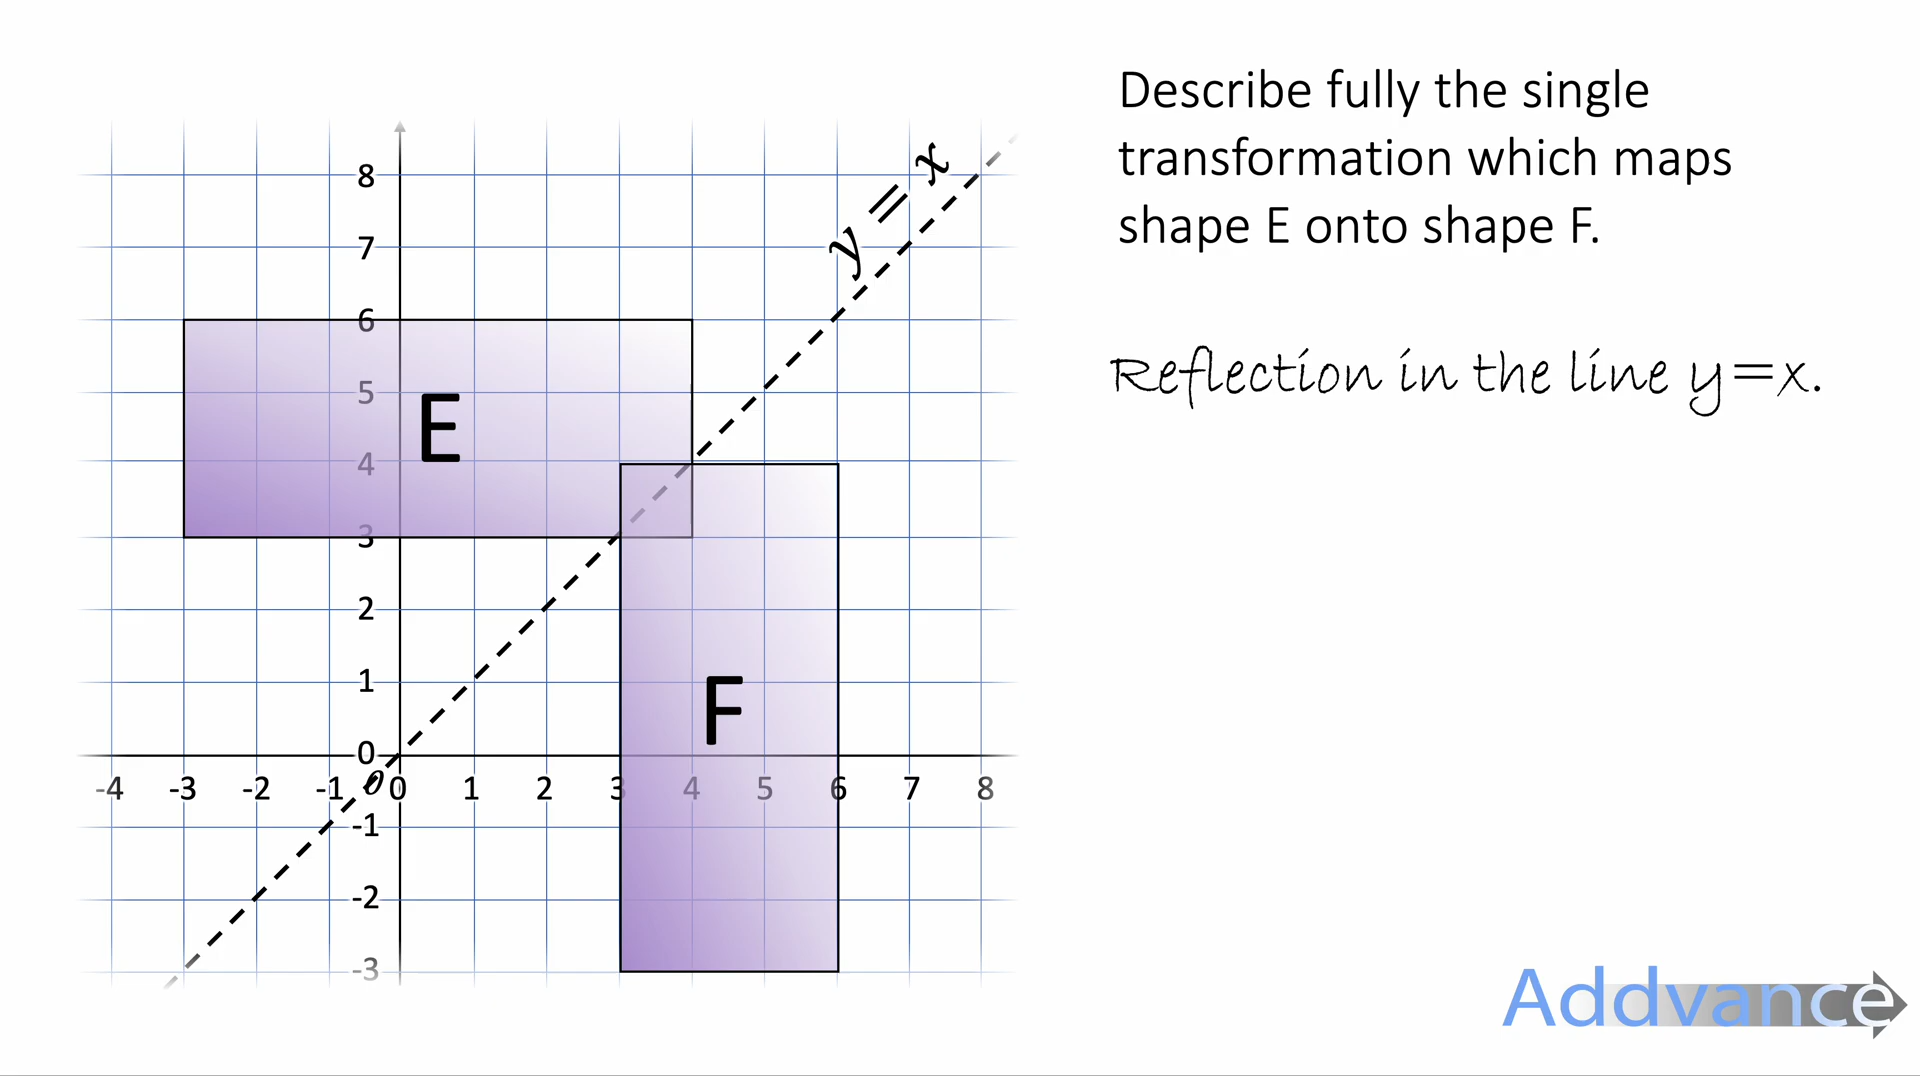 Describe fully the single
transformation which maps
shape E onto shape F.
Reflection in the line y=x.
y = x
8
7
6
5
E
4
3
2
1
F
0
-4 -3 -2 -1 0 0 1 2 3 4 5 6 7 8
-1
-2
-3
Addvance